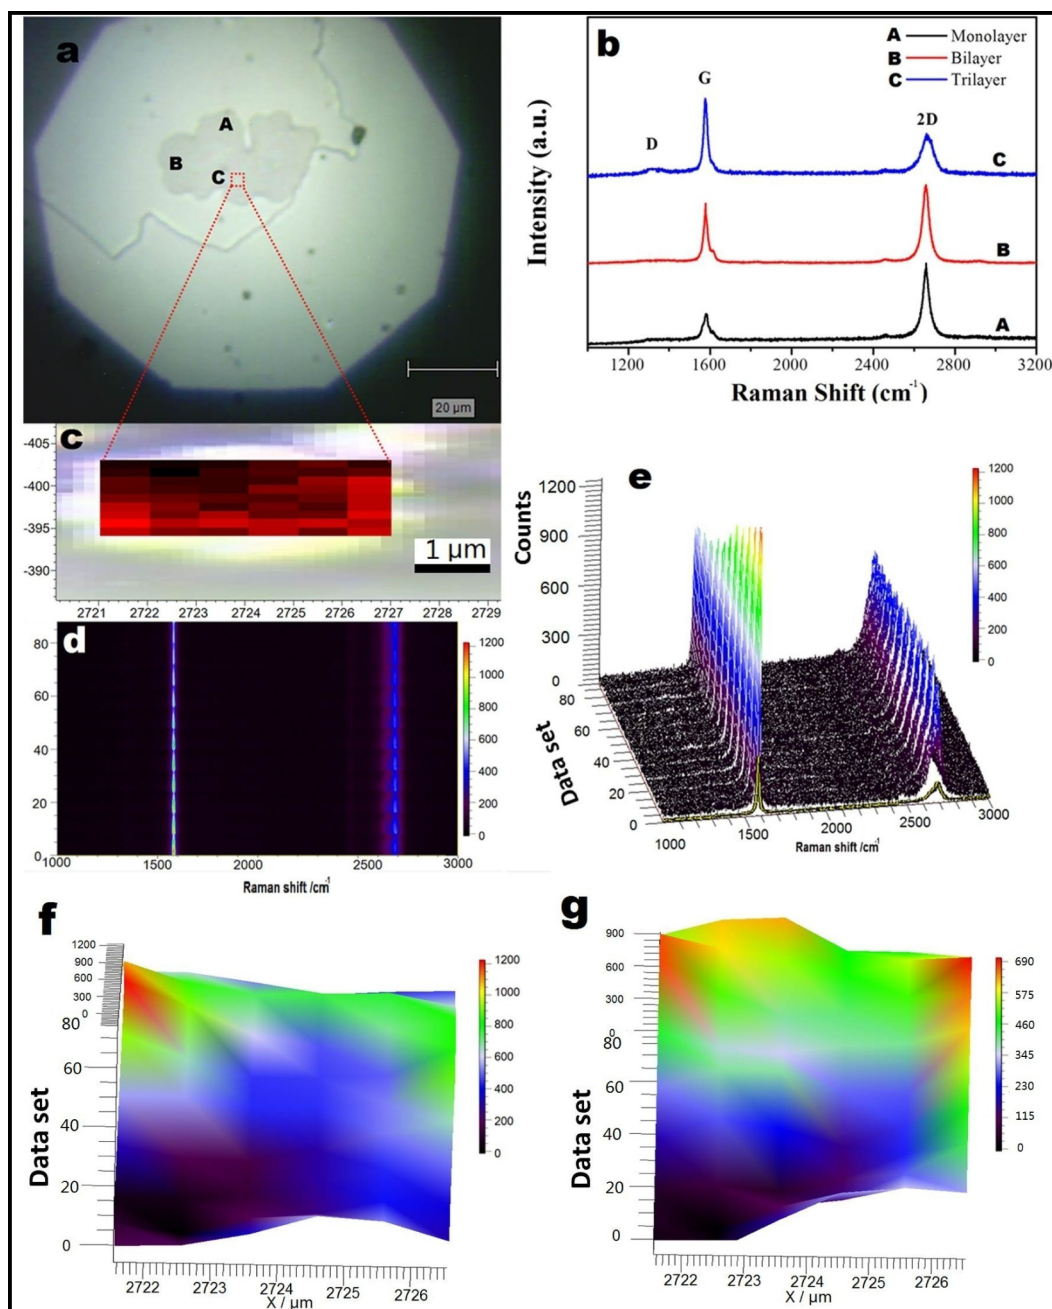 a
A
B
C
20 µm
b
A Monolayer
B Bilayer
C Trilayer
G
D
2D
C
B
A
Intensity (a.u.)
1200 1600 2000 2400 2800 3200
Raman Shift (cm-1)
c
-405
-400
-395
-390
1 µm
2721 2722 2723 2724 2725 2726 2727 2728 2729
d
80
60
40
20
0
1000 1500 2000 2500 3000
Raman shift /cm-1
1200
1000
800
600
400
200
0
e
Counts
1200
900
600
300
0
80
60
40
20
0
Data set
1000 1500 2000 2500 3000
Raman shift /cm-1
1200
1000
800
600
400
200
0
f
1200
900
600
300
0
80
60
40
20
0
Data set
2722 2723 2724 2725 2726
X / µm
1200
1000
800
600
400
200
0
g
900
600
300
0
80
60
40
20
0
Data set
2722 2723 2724 2725 2726
X / µm
690
575
460
345
230
115
0